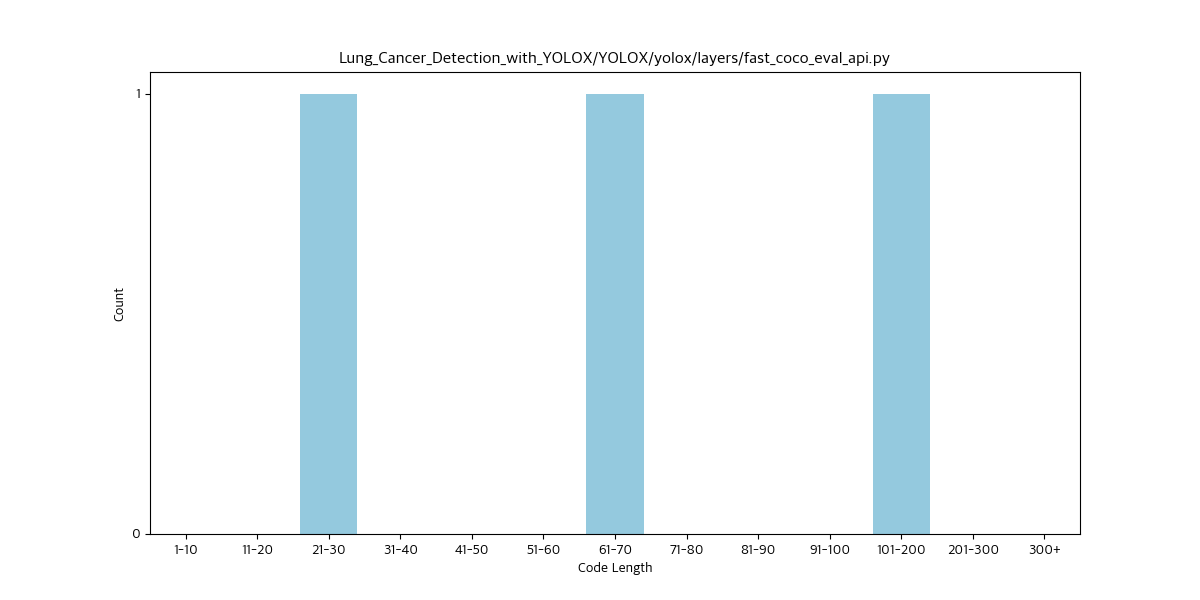 Lung_Cancer_Detection_with_YOLOX/YOLOX/yolox/layers/fast_coco_eval_api.py
1
Count
0
1-10 11-20 21-30 31-40 41-50 51-60 61-70 71-80 81-90 91-100 101-200 201-300 300+
Code Length